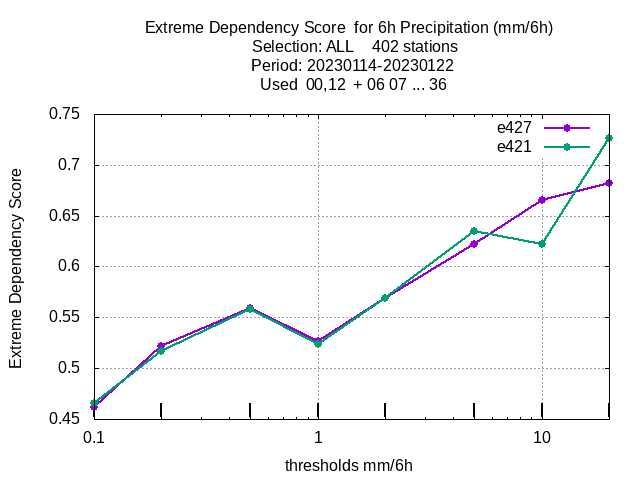 Extreme Dependency Score  for 6h Precipitation (mm/6h)
Selection: ALL    402 stations
Period: 20230114-20230122
Used  00,12  + 06 07 ... 36
0.75
0.7
0.65
0.6
0.55
0.5
0.45
Extreme Dependency Score
e427
e421
0.1
1
10
thresholds mm/6h